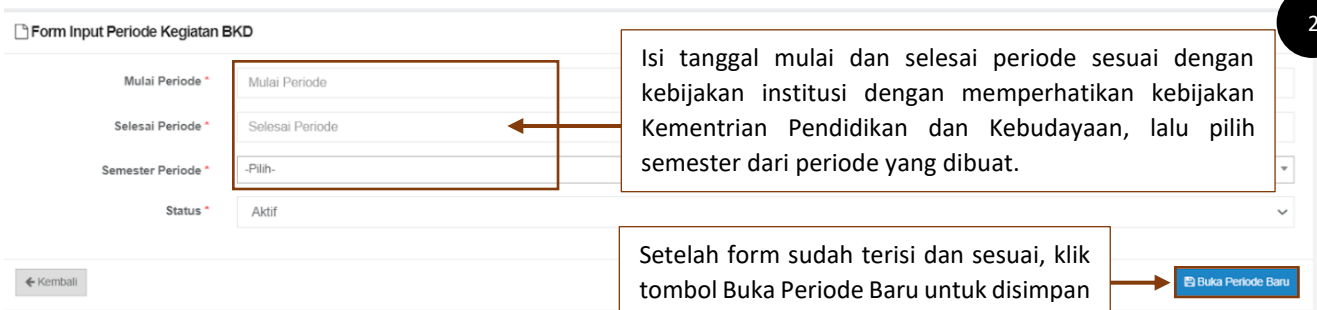 2
Form Input Periode Kegiatan BKD
Isi tanggal mulai dan selesai periode sesuai dengan
kebijakan institusi dengan memperhatikan kebijakan
Kementrian Pendidikan dan Kebudayaan, lalu pilih
semester dari periode yang dibuat.
Mulai Periode * Mulai Periode
Selesai Periode * Selesai Periode
Semester Periode * -Pilih-
Status * Aktif
Setelah form sudah terisi dan sesuai, klik
tombol Buka Periode Baru untuk disimpan
Kembali
Buka Periode Baru